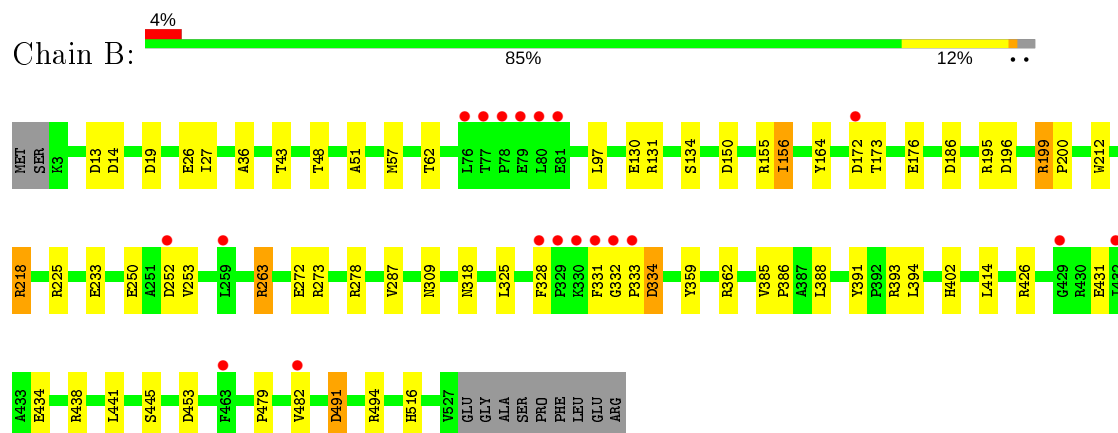 4%
Chain B:
85% 12% • •
MET SER K3 D13 D14 D19 E26 I27 A36 T43 T48 A51 M57 T62 L76 T77 P78 E79 L80 E81 L97 E130 R131 S134 D150 R155 I156 Y164 D172 T173 E176 D186 R195 D196 R199 P200 W212
R218 R225 E233 E250 A251 D252 V253 L259 R263 E272 R273 R278 V287 N309 N318 L325 F328 P329 K330 F331 G332 P333 D334 Y359 R362 V385 P386 A387 L388 Y391 P392 R393 L394 H402 L414 R426 G429 R430 E431 I432
A433 E434 R438 L441 S445 D453 F463 P479 V482 D491 R494 H516 V527 GLU GLY ALA SER PRO PHE LEU GLU ARG